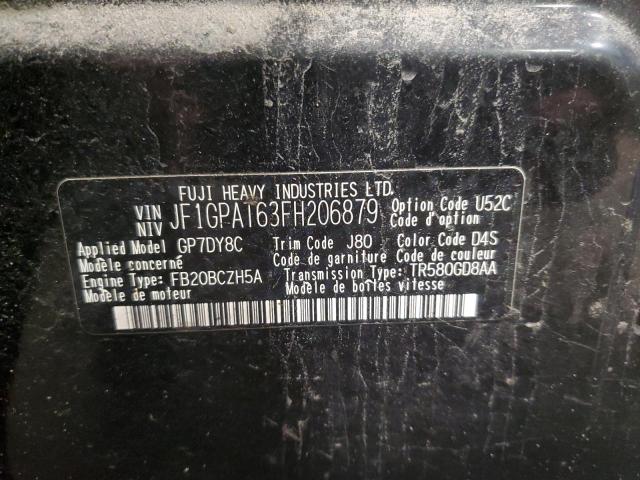 FUJI HEAVY INDUSTRIES LTD.
VIN NIV JF1GPAT63FH206879 Option Code U52C
Code d'option
Applied Model GP7DY8C Trim Code J80 Color Code D4S
Modèle concerné Code de garniture Code de couleur
Engine Type: FB20BCZH5A Transmission Type: TR580GD8AA
Modèle de moteur Modèle de boîtes vitesse